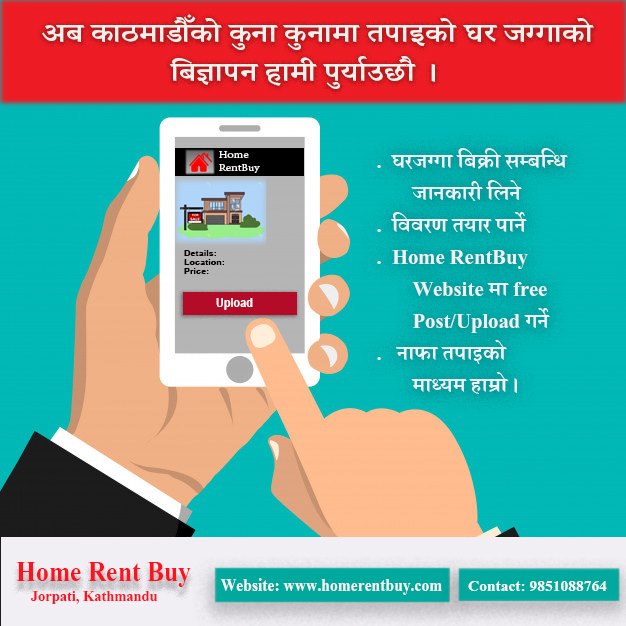 अब काठमाडौँको कुना कुनामा तपाइको घर जग्गाको
बिज्ञापन हामी पुर्याउछौ ।
Home
RentBuy
FOR
SALE
Details:
Location:
Price:
Upload
. घरजग्गा बिक्री सम्बन्धि
जानकारी लिने
. विवरण तयार पार्ने
. Home RentBuy
Website मा free
Post/Upload गर्ने
. नाफा तपाइको
माध्यम हाम्रो ।
Home Rent Buy
Jorpati, Kathmandu
Website: www.homerentbuy.com
Contact: 9851088764